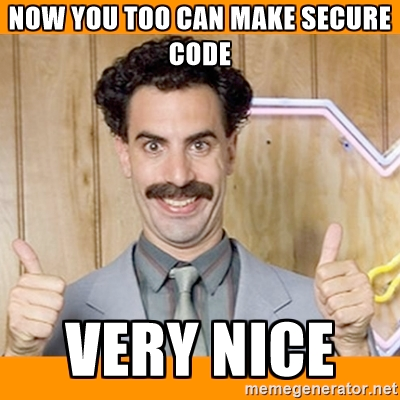 NOW YOU TOO CAN MAKE SECURE
CODE
VERY NICE
memegenerator.net